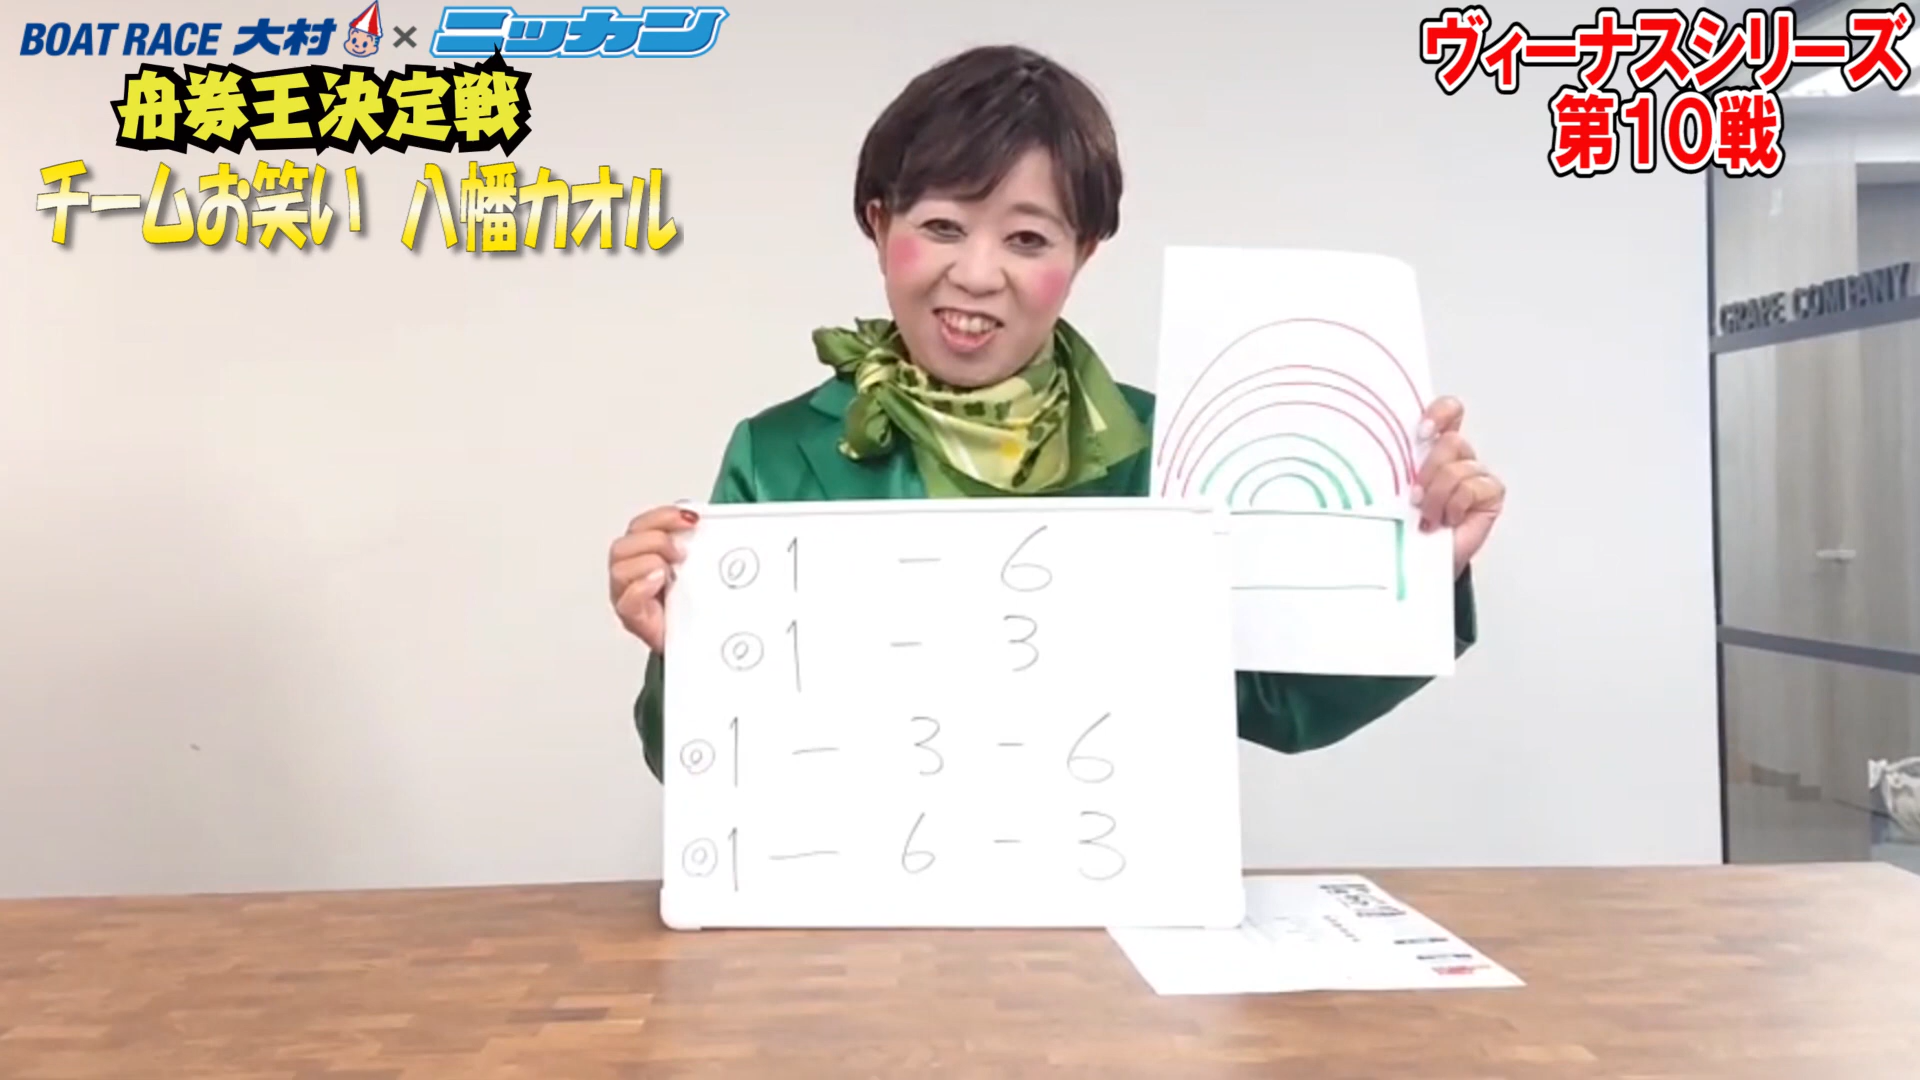 BOAT RACE 大村 × ニッカン
舟券王決定戦
チームお笑い 八幡カオル
ヴィーナスシリーズ
第10戦
GRAPE COMPANY
◎1 - 6
◎1 - 3
◎1 - 3 - 6
◎1 - 6 - 3